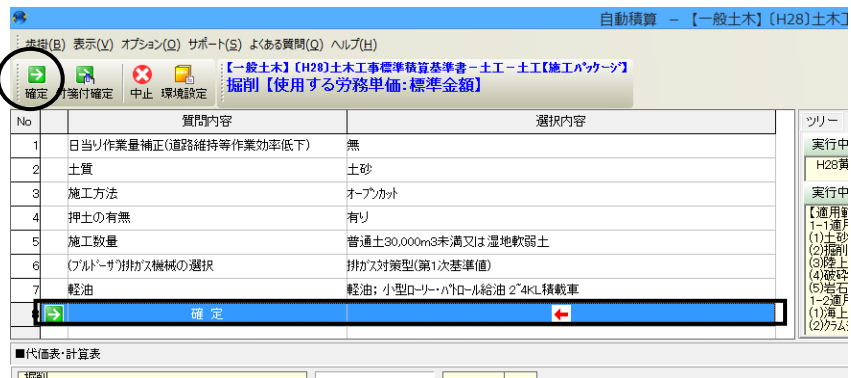 自動積算 － 【一般土木】〔H28〕土木工
歩掛(B) 表示(V) オプション(O) サポート(S) よくある質問(Q) ヘルプ(H)
確定 付箋付確定 中止 環境設定
【一般土木】〔H28〕土木工事標準積算基準書－土工－土工【施工ﾊﾟｯｹｰｼﾞ】
掘削【使用する労務単価:標準金額】
No 質問内容 選択内容
1 日当り作業量補正(道路維持等作業効率低下) 無
2 土質 土砂
3 施工方法 ｵｰﾌﾟﾝｶｯﾄ
4 押土の有無 有り
5 施工数量 普通土30,000m3未満又は湿地軟弱土
6 (ﾌﾞﾙﾄﾞｰｻﾞ)排ｶﾞｽ機械の選択 排ｶﾞｽ対策型(第1次基準値)
7 軽油 軽油; 小型ﾛｰﾘｰ･ﾊﾟﾄﾛｰﾙ給油 2~4KL積載車
8 確 定
ツリー
実行中
H28黄
実行中
【適用範
1-1適用
(1)土砂
(2)掘削
(3)陸上
(4)破砕
(5)岩石
1-2適用
(1)海上
(2)ｸﾗﾑｼ
■代価表･計算表
掘削